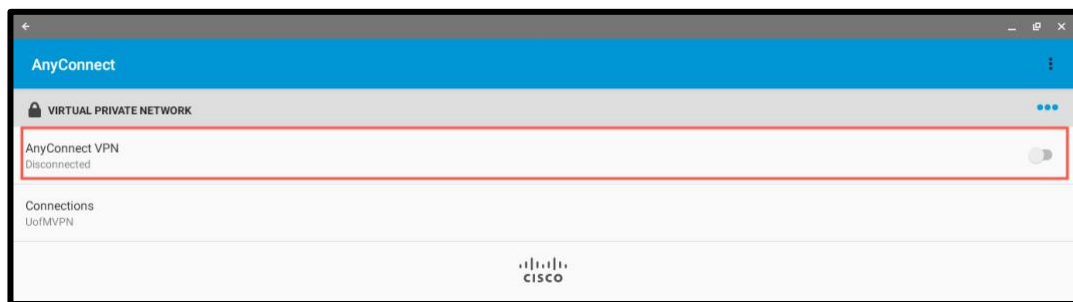 AnyConnect
VIRTUAL PRIVATE NETWORK
AnyConnect VPN
Disconnected
Connections
UofMVPN
CISCO